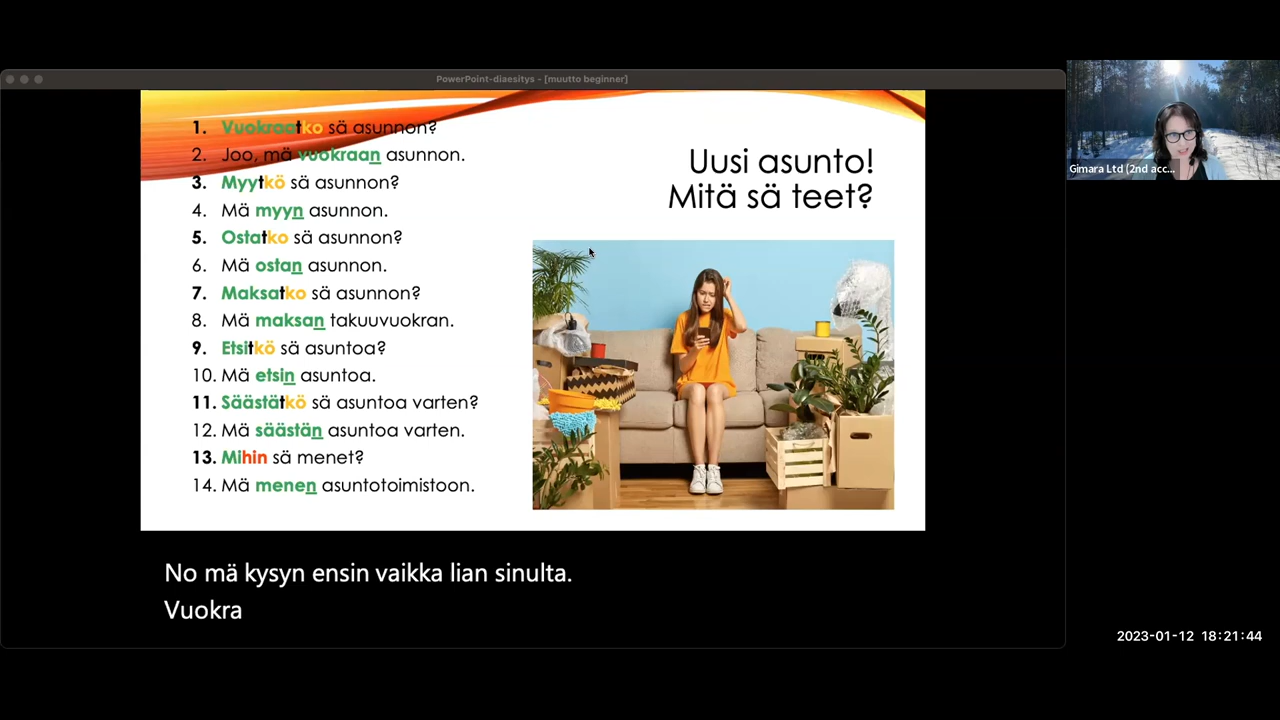 PowerPoint-diaesitys - [muutto beginner]
1. Vuokraatko sä asunnon?
2. Joo, mä vuokraan asunnon.
3. Myytkö sä asunnon?
4. Mä myyn asunnon.
5. Ostatko sä asunnon?
6. Mä ostan asunnon.
7. Maksatko sä asunnon?
8. Mä maksan takuuvuokran.
9. Etsitkö sä asuntoa?
10. Mä etsin asuntoa.
11. Säästätkö sä asuntoa varten?
12. Mä säästän asuntoa varten.
13. Mihin sä menet?
14. Mä menen asuntotoimistoon.
Uusi asunto!
Mitä sä teet?
Gimara Ltd (2nd acc...
No mä kysyn ensin vaikka lian sinulta.
Vuokra
2023-01-12 18:21:44